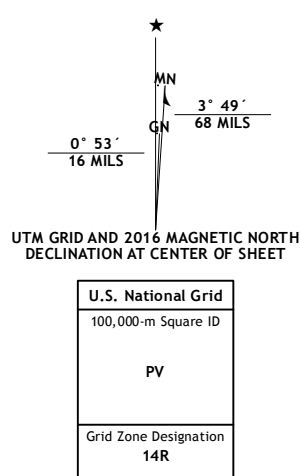 ★
MN
3° 49´
68 MILS
GN
0° 53´
16 MILS
UTM GRID AND 2016 MAGNETIC NORTH
DECLINATION AT CENTER OF SHEET
U.S. National Grid
100,000-m Square ID
PV
Grid Zone Designation
14R